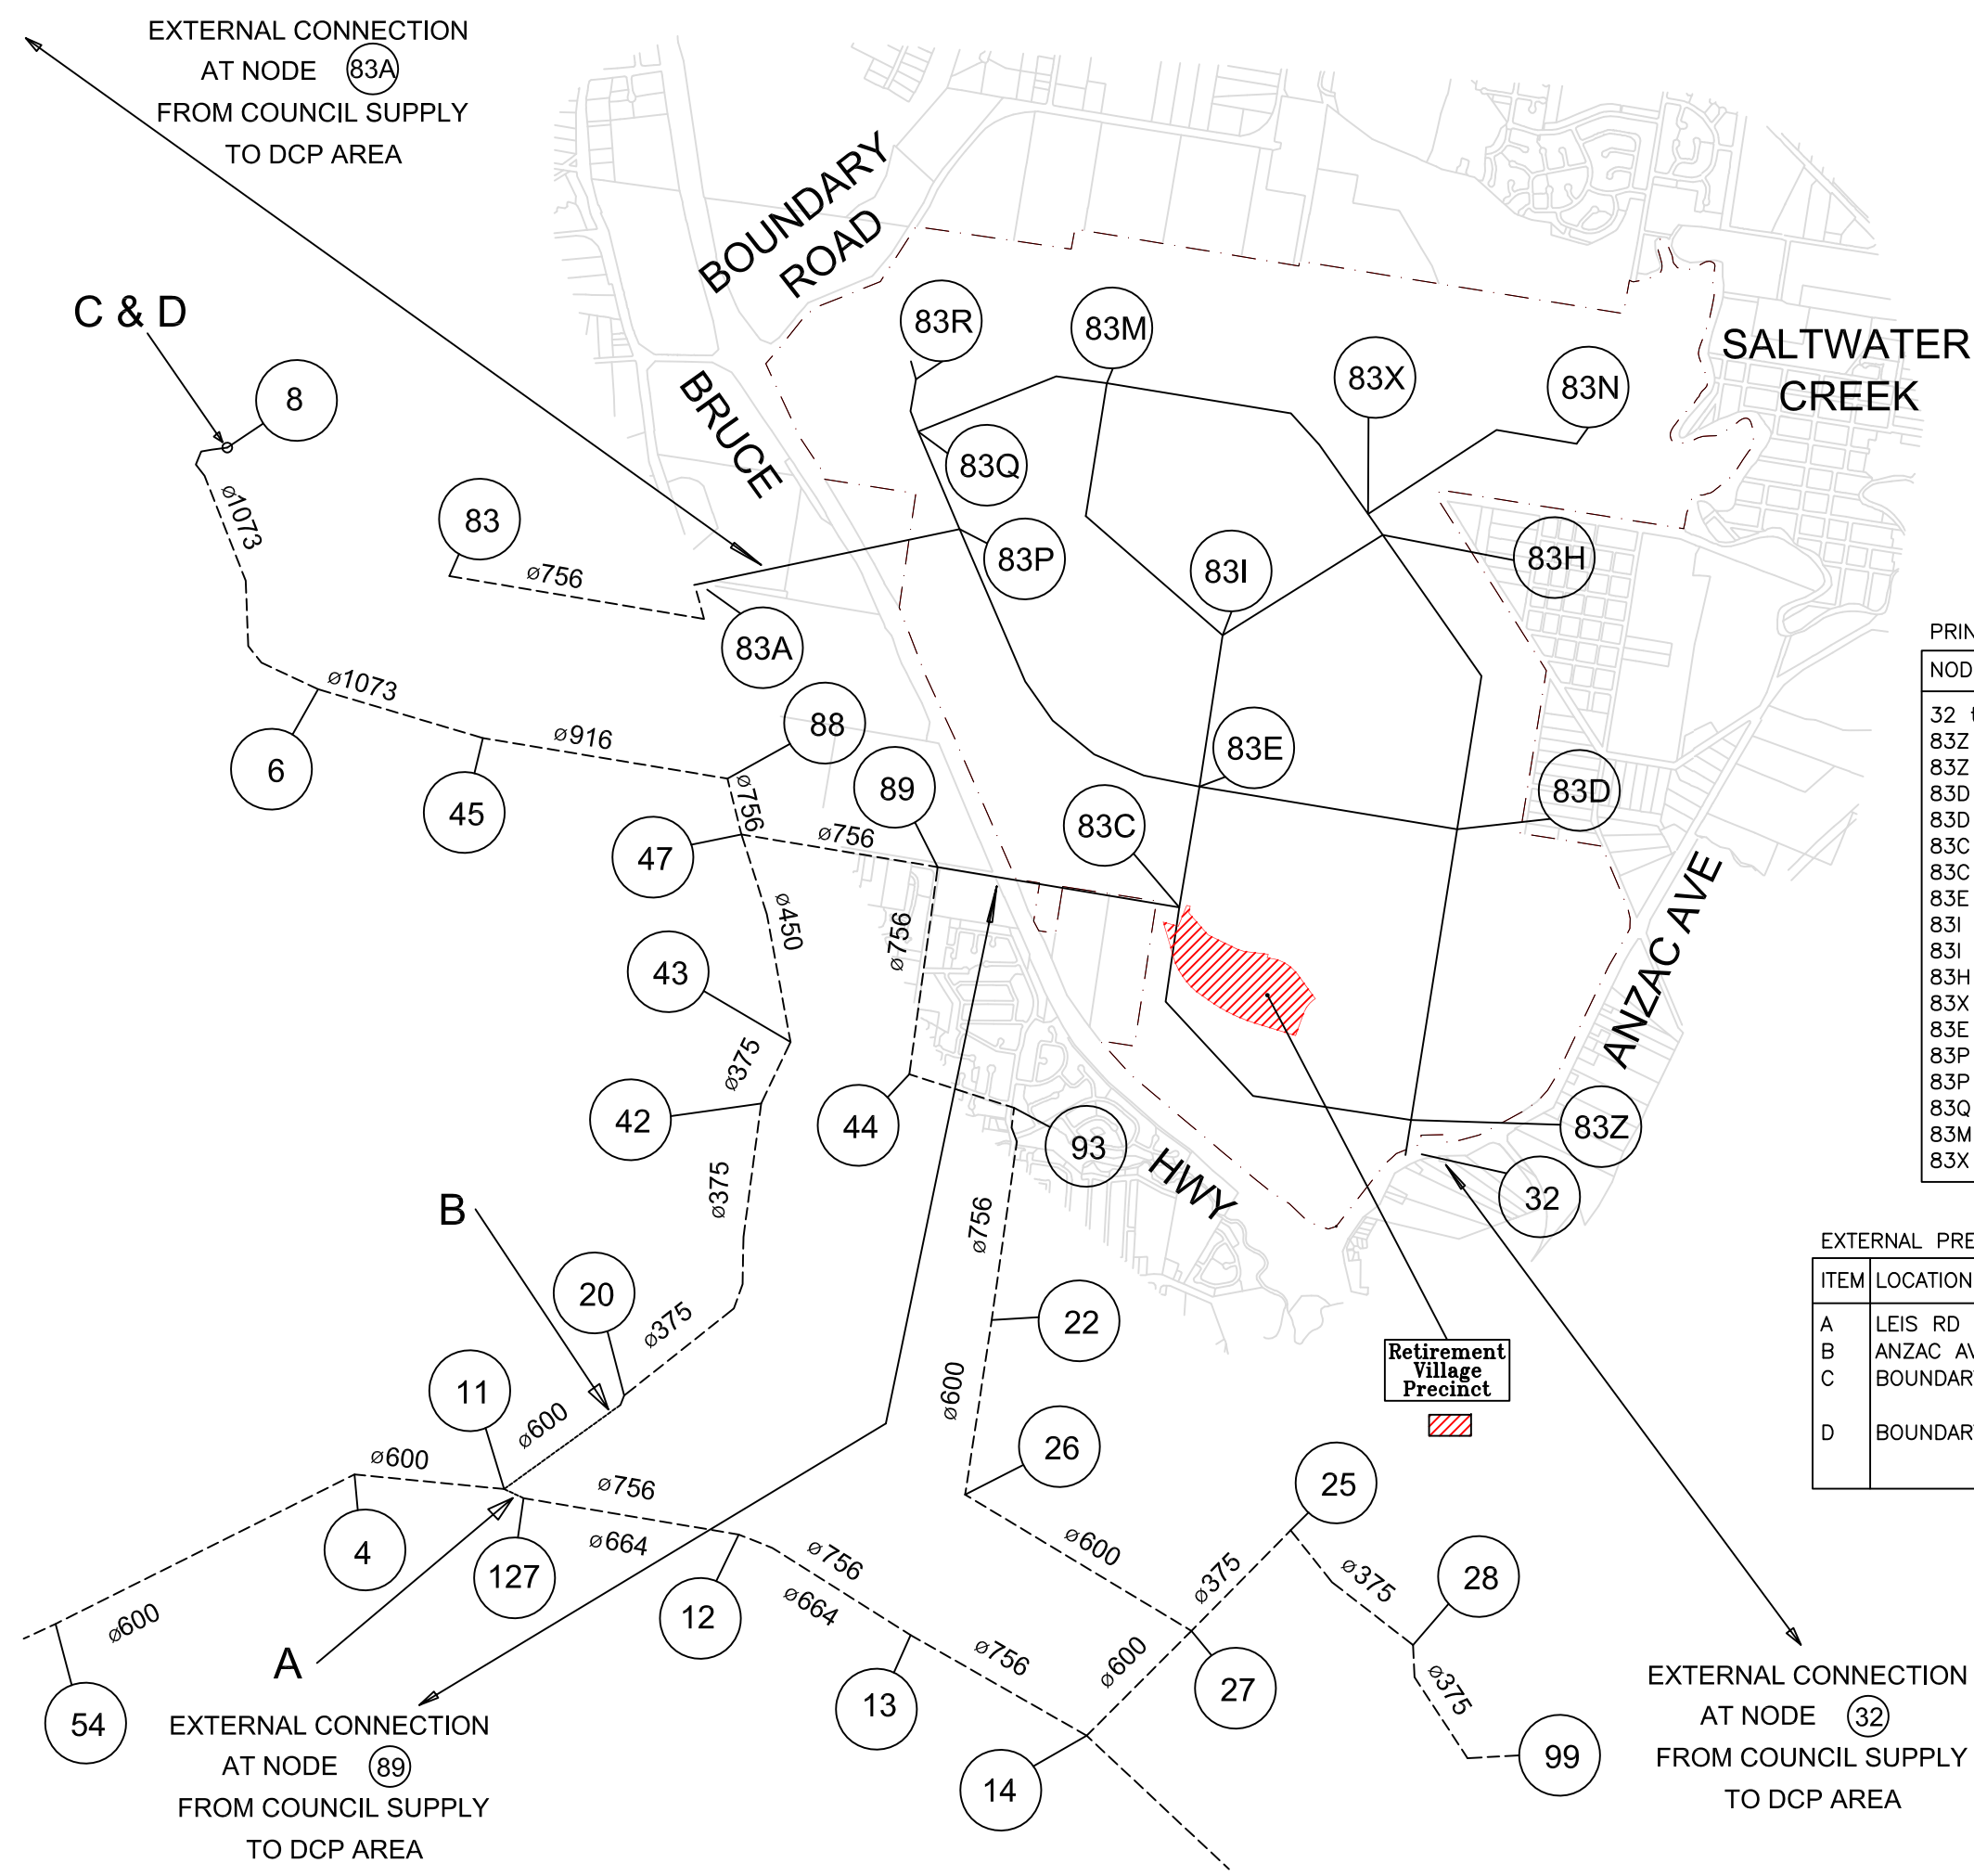 EXTERNAL CONNECTION
AT NODE 83A
FROM COUNCIL SUPPLY
TO DCP AREA
BOUNDARY
ROAD
C & D
83R
83M
SALTWATER
CREEK
83X
83N
BRUCE
8
83Q
ø1073
83
83P
83I
83H
ø756
83A
PRIN
NOD
ø1073
6
45
ø916
88
89
83E
83D
83C
ø756
47
ø756
ø450
ø756
43
ANZAC AVE
32 t
83Z
83Z
83D
83D
83C
83C
83E
83I
83I
83H
83X
83E
83P
83P
83Q
83M
83X
ø375
42
44
93
83Z
HWY
32
ø375
B
ø756
20
22
ø375
EXTERNAL PRE
ITEM LOCATION
A LEIS RD
B ANZAC AV
C BOUNDAR
D BOUNDAR
Retirement
Village
Precinct
11
ø600
ø600
26
25
ø600
ø756
ø664
4
127
12
ø756
ø664
ø600
ø375
ø375
28
ø600
54
A
13
ø756
ø600
27
ø375
14
99
EXTERNAL CONNECTION
AT NODE 89
FROM COUNCIL SUPPLY
TO DCP AREA
EXTERNAL CONNECTION
AT NODE 32
FROM COUNCIL SUPPLY
TO DCP AREA